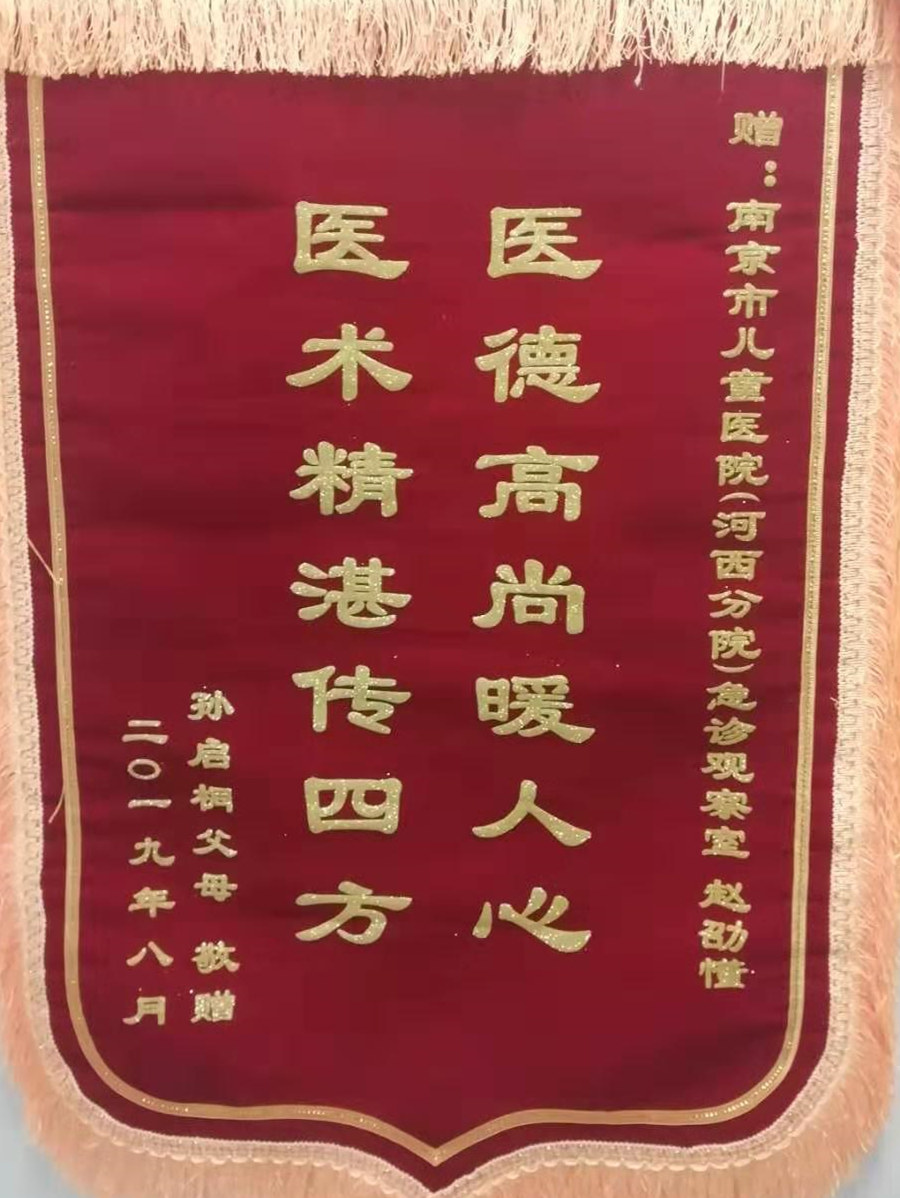 赠：南京市儿童医院(河西分院)急诊观察室 赵劭懂
医德高尚暖人心
医术精湛传四方
孙启桐父母 敬赠
二〇一九年八月